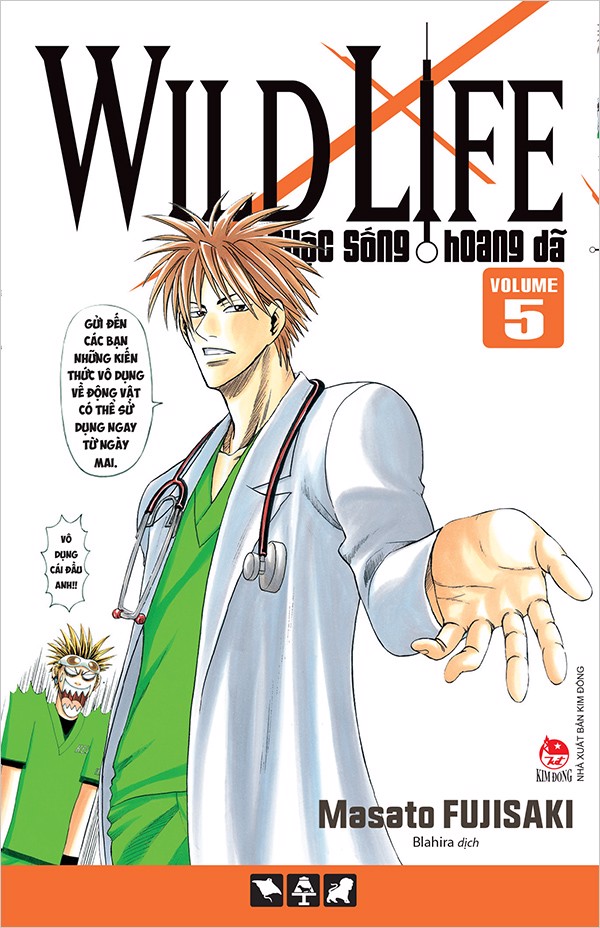 WILD LIFE
sống hoang dã
VOLUME
5
GỬI ĐẾN
CÁC BẠN
NHỮNG KIẾN
THỨC VÔ DỤNG
VỀ ĐỘNG VẬT
CÓ THỂ SỬ
DỤNG NGAY
TỪ NGÀY
MAI.
VÔ
DỤNG
CÁI ĐẦU
ANH!!
KIM ĐỒNG
NHÀ XUẤT BẢN KIM ĐỒNG
Masato FUJISAKI
Blahira dịch